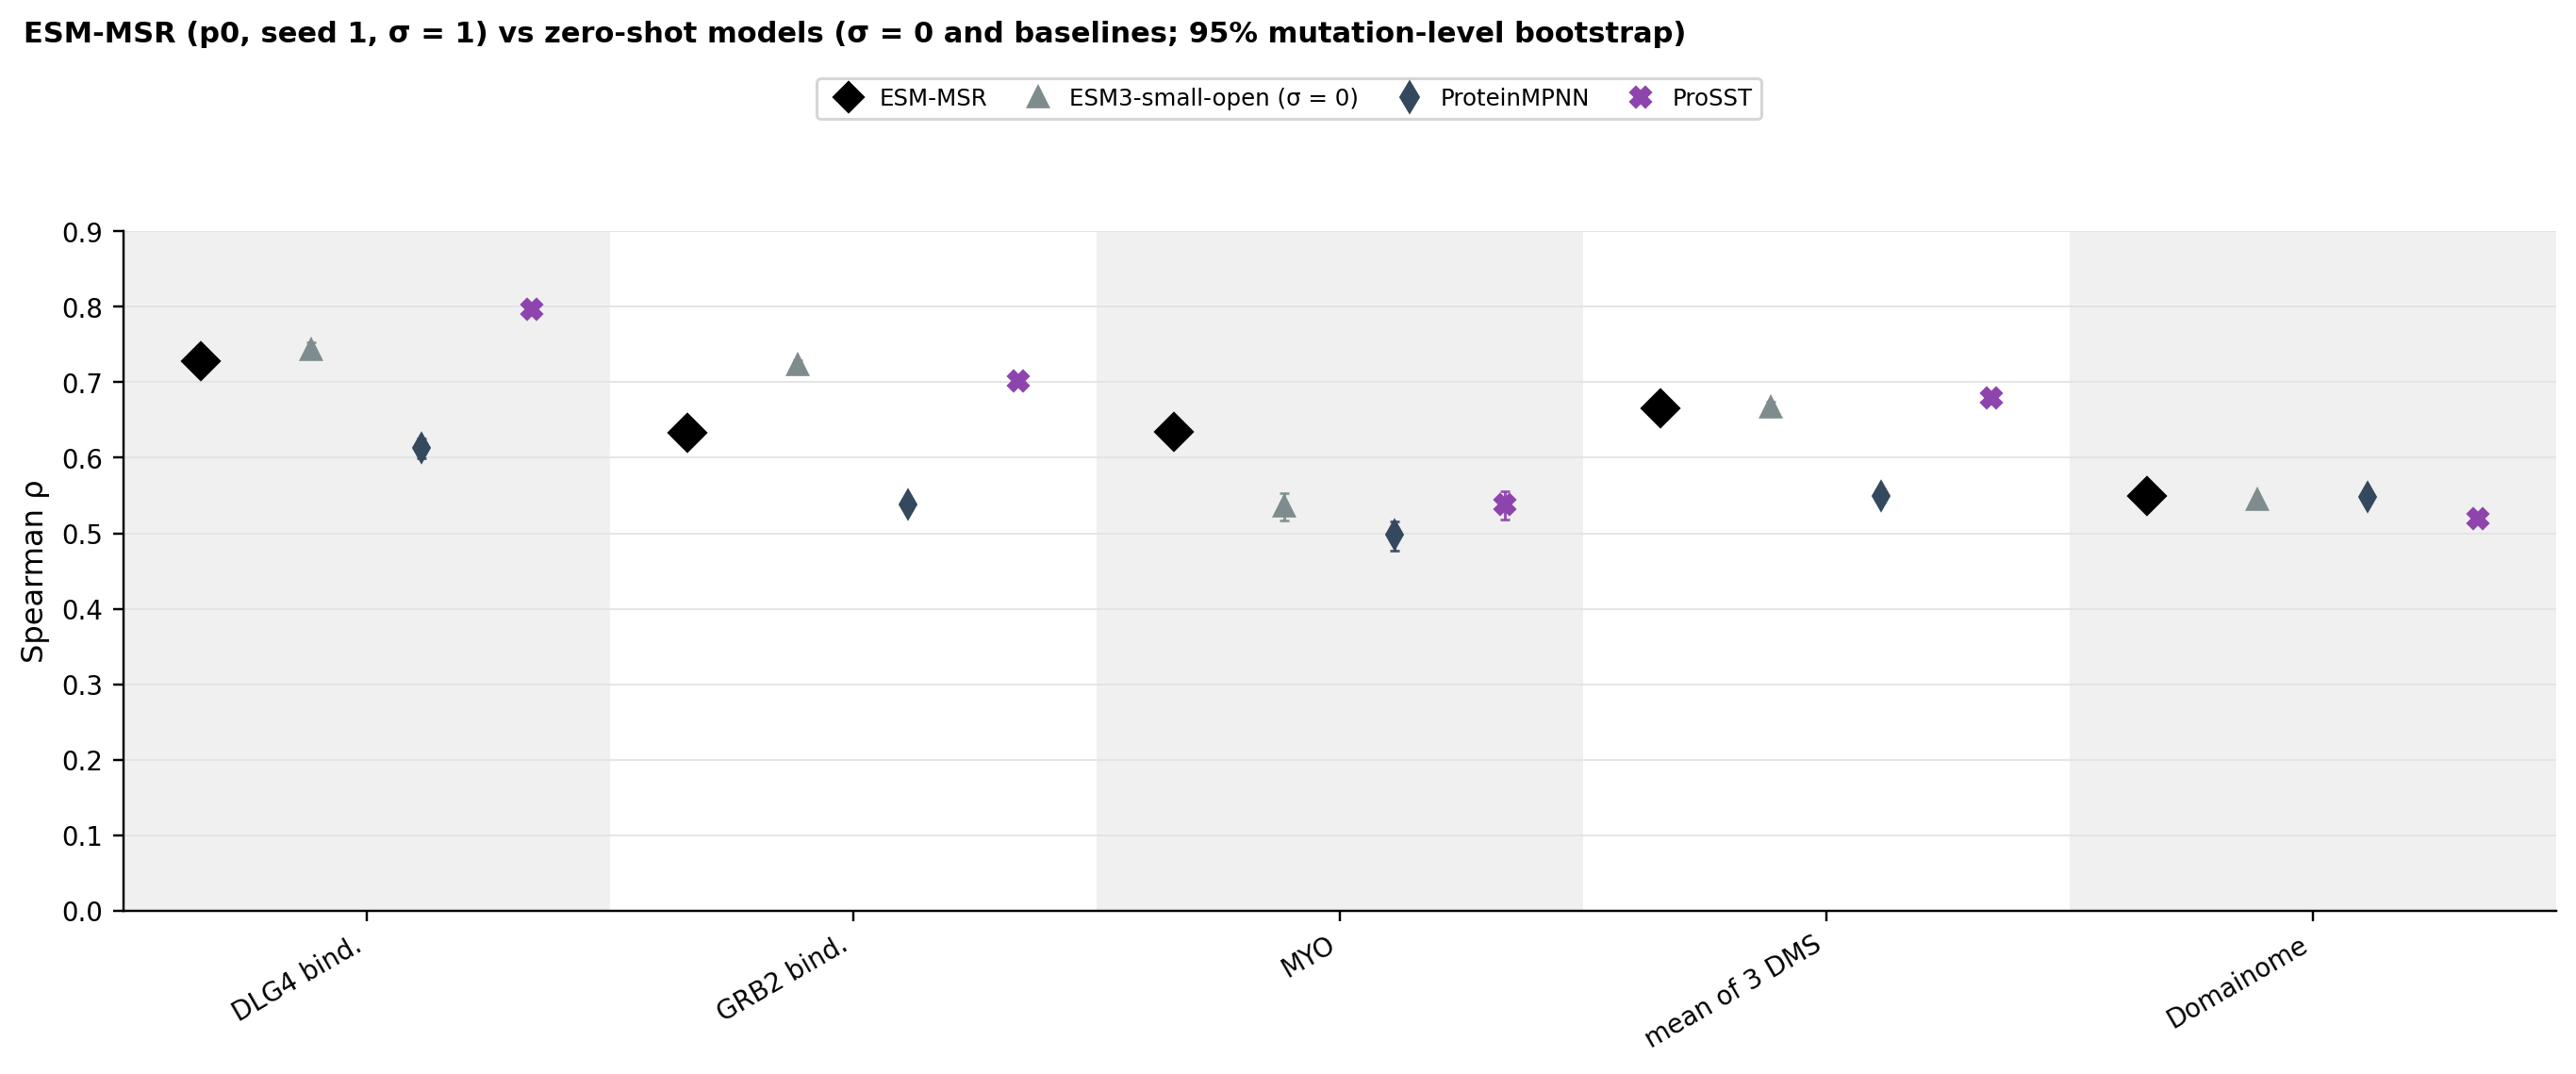 ESM-MSR (p0, seed 1, σ = 1) vs zero-shot models (σ = 0 and baselines; 95% mutation-level bootstrap)
ESM-MSR
ESM3-small-open (σ = 0)
ProteinMPNN
ProSST
0.9
0.8
0.7
0.6
0.5
0.4
0.3
0.2
0.1
0.0
Spearman ρ
DLG4 bind.
GRB2 bind.
MYO
mean of 3 DMS
Domainome